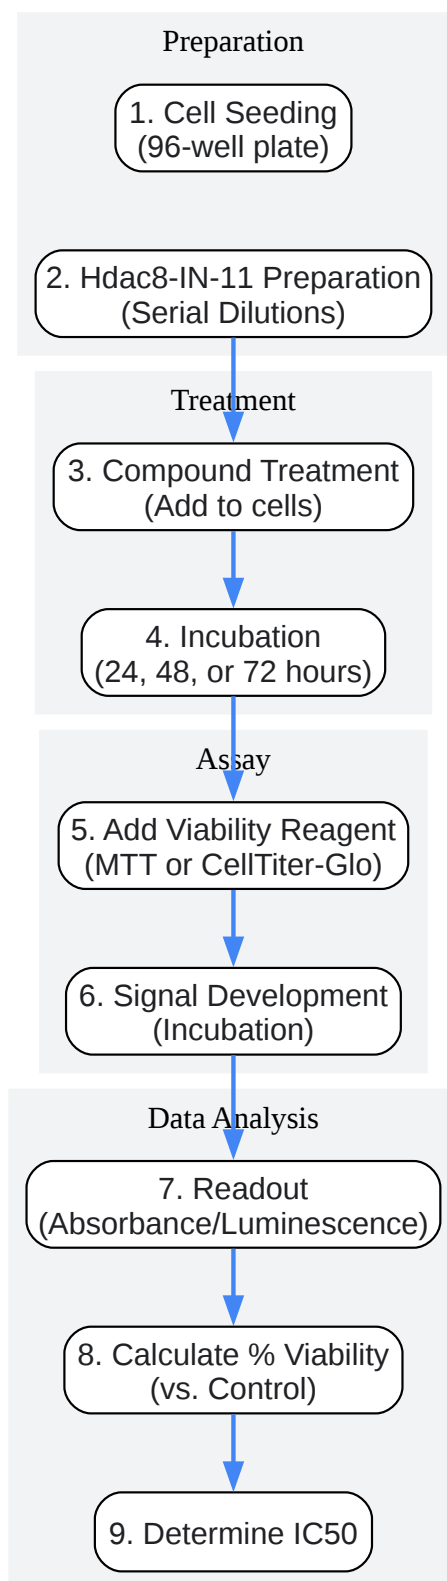 Preparation
1. Cell Seeding
(96-well plate)
2. Hdac8-IN-11 Preparation
(Serial Dilutions)
Treatment
3. Compound Treatment
(Add to cells)
4. Incubation
(24, 48, or 72 hours)
Assay
5. Add Viability Reagent
(MTT or CellTiter-Glo)
6. Signal Development
(Incubation)
Data Analysis
7. Readout
(Absorbance/Luminescence)
8. Calculate % Viability
(vs. Control)
9. Determine IC50